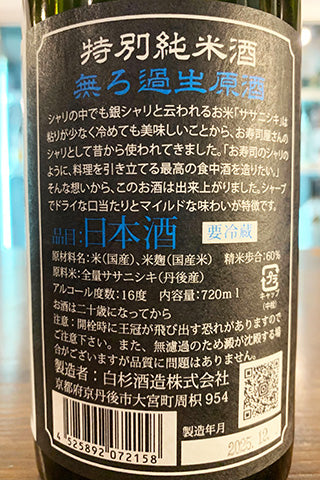 特別純米酒
無ろ過生原酒
シャリの中でも銀シャリと云われるお米「ササニシキ」は
粘りが少なく冷めても美味しいことから、お寿司屋さんの
シャリとして昔から使われてきました。「お寿司のシャリの
ように、料理を引き立てる最高の食中酒を造りたい。」
そんな想いから、このお酒は出来上がりました。シャープ
でドライな口当たりとマイルドな味わいが特徴です。
品目:日本酒 要冷蔵
原材料名:米(国産)、米麹(国産米) 精米歩合:60%
原料米:全量ササニシキ(丹後産)
アルコール度数:16度 内容量:720ml
プラ
キャップ
(中栓)
お酒は二十歳になってから
注意:開栓時に王冠が飛び出す恐れがありますので
ご注意下さい。また、無濾過のため澱が沈殿する場
合がございますが品質に問題はありません。
製造者:白杉酒造株式会社
京都府京丹後市大宮町周枳 954
4 525892 072158
製造年月
2025.12